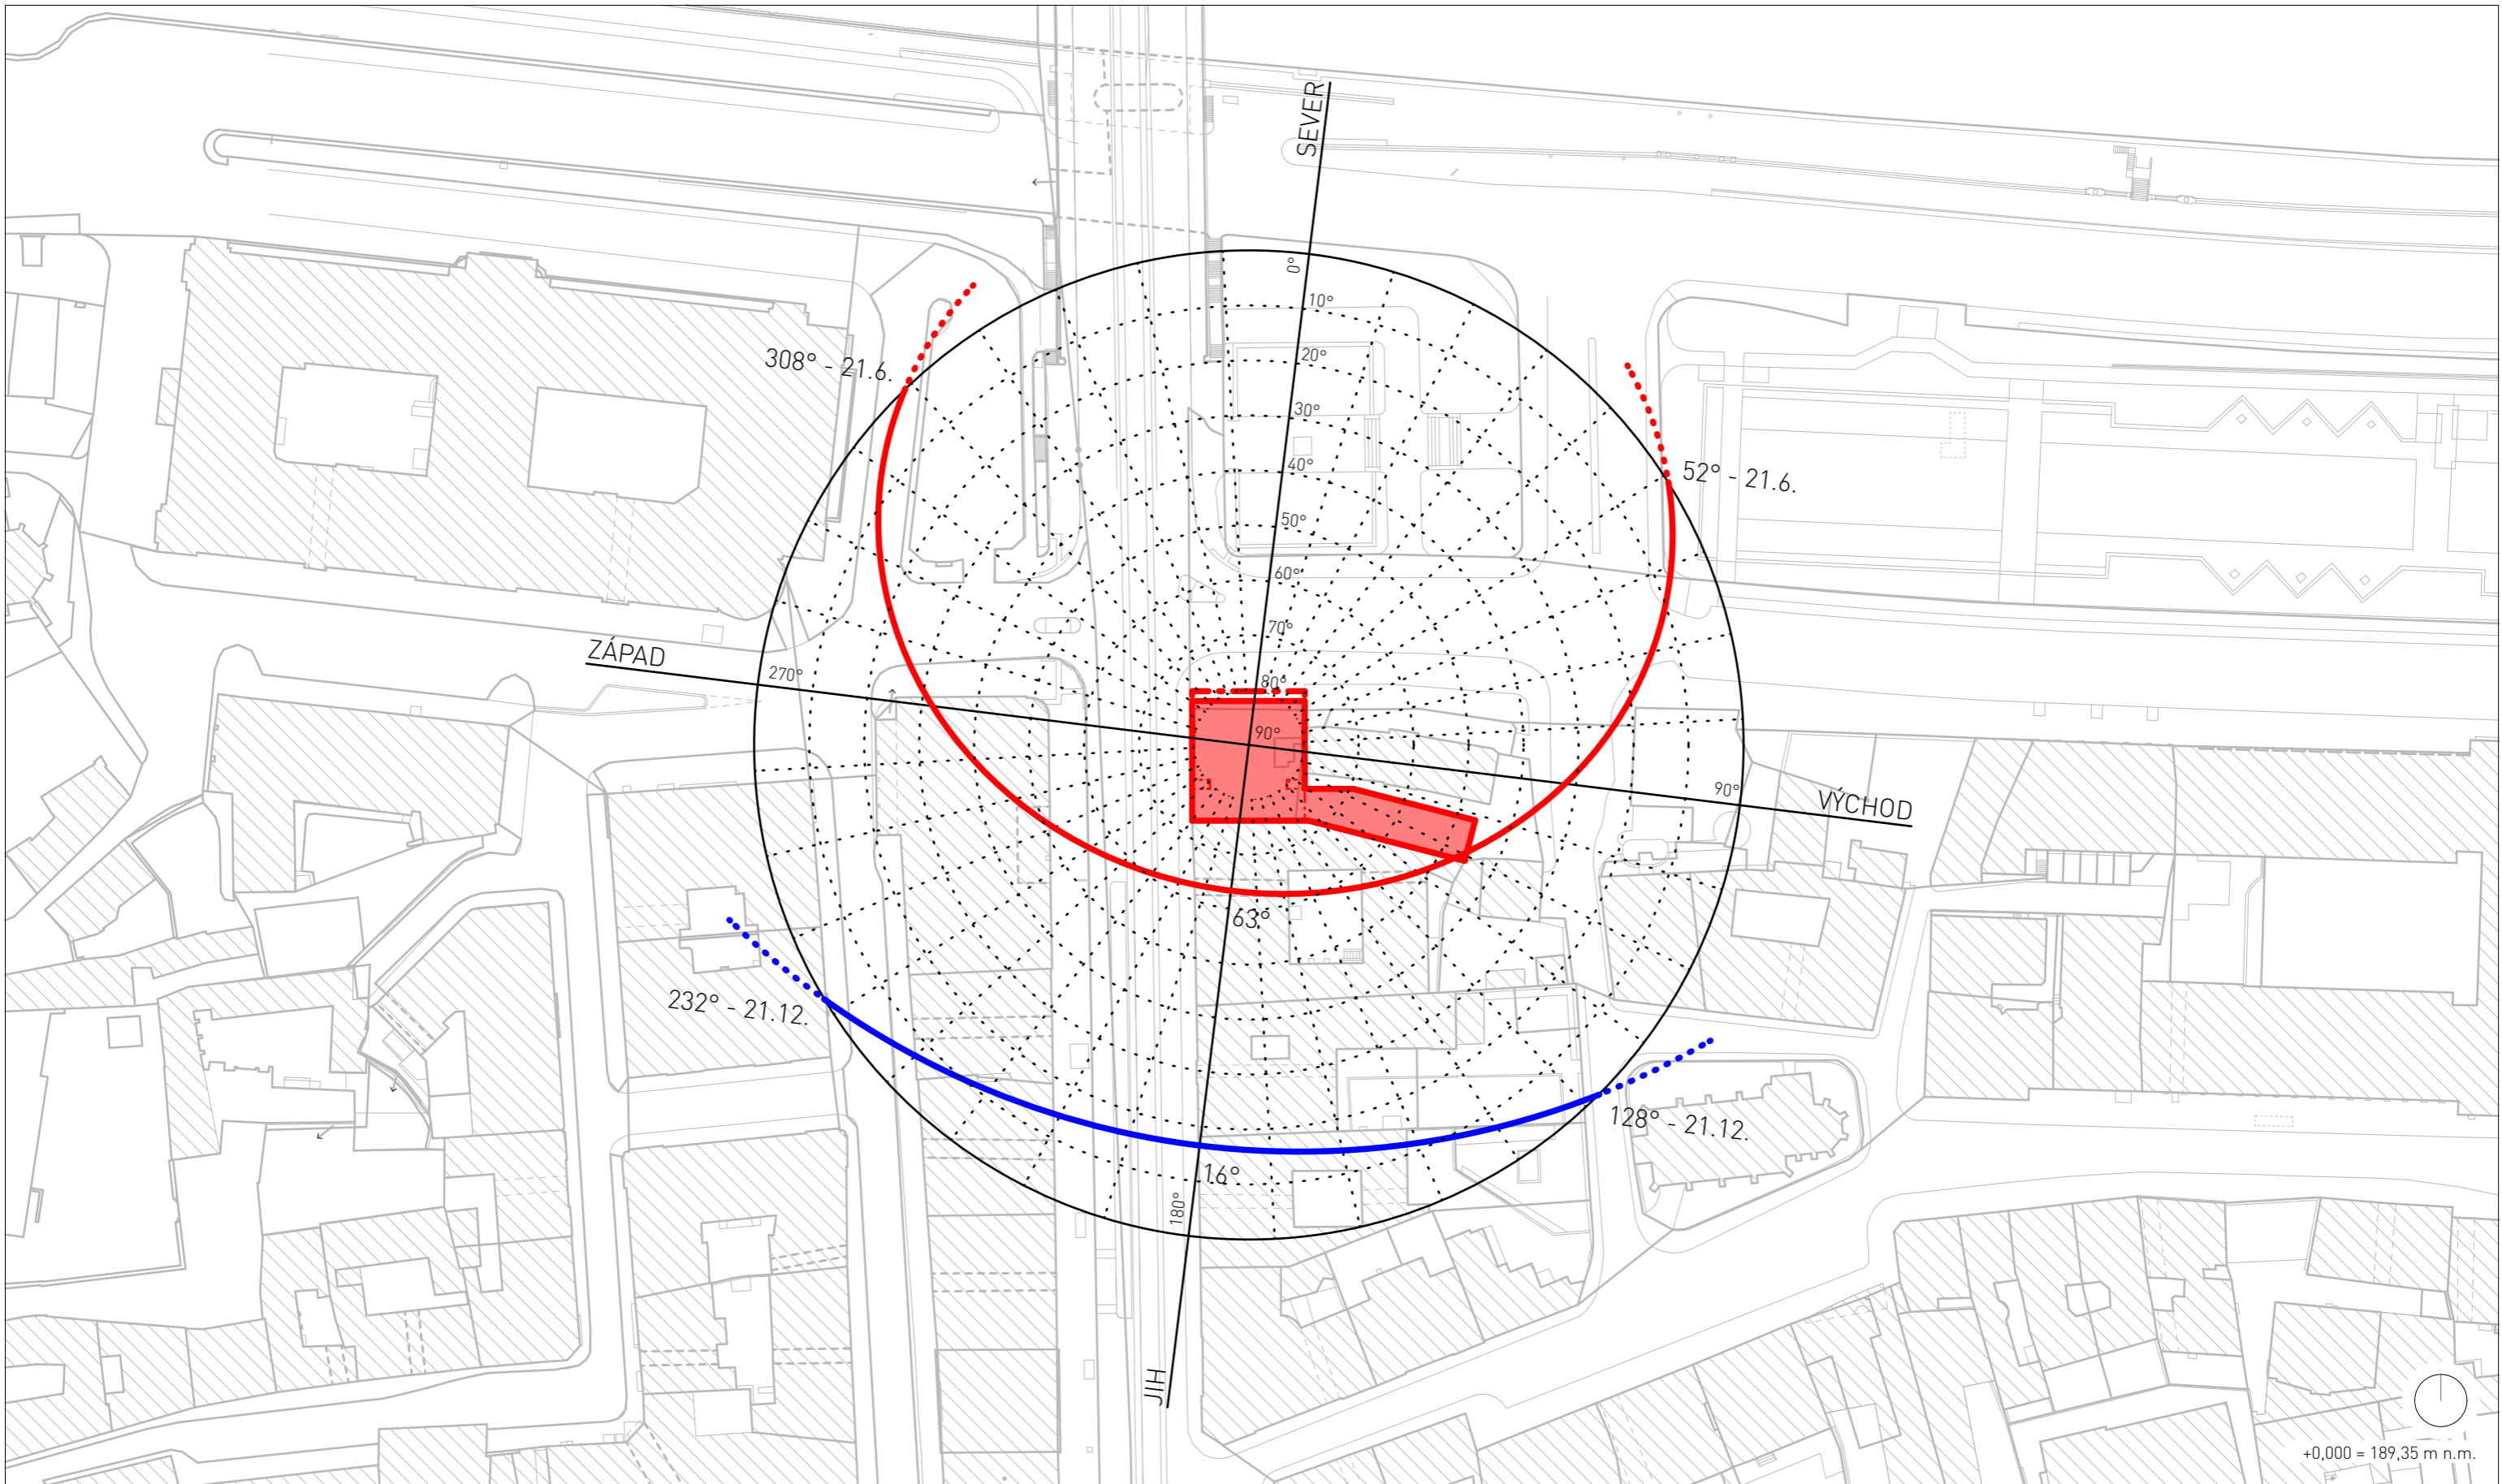 SEVER
0°
10°
20°
30°
308° - 21.6.
40°
52° - 21.6.
50°
60°
70°
ZÁPAD
270°
80°
90°
90°
VÝCHOD
63°
232° - 21.12.
128° - 21.12.
16°
180°
JIH
+0,000 = 189,35 m n.m.